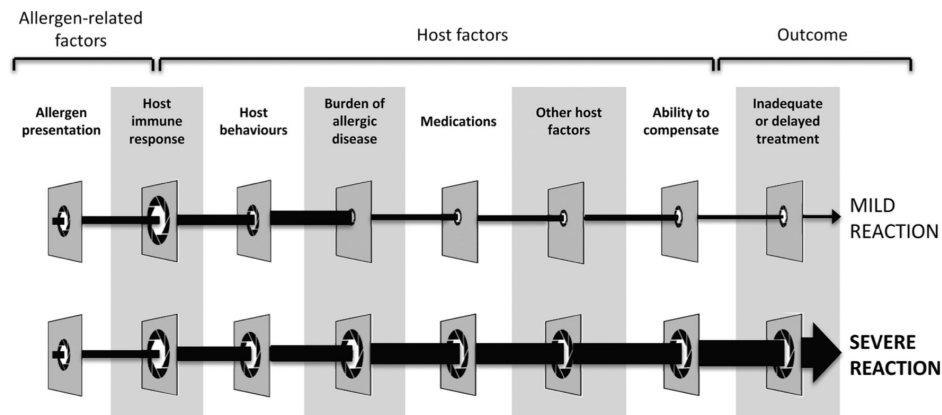 Allergen-related
factors
Host factors
Outcome
Allergen
presentation
Host
immune
response
Host
behaviours
Burden of
allergic
disease
Medications
Other host
factors
Ability to
compensate
Inadequate
or delayed
treatment
MILD
REACTION
SEVERE
REACTION